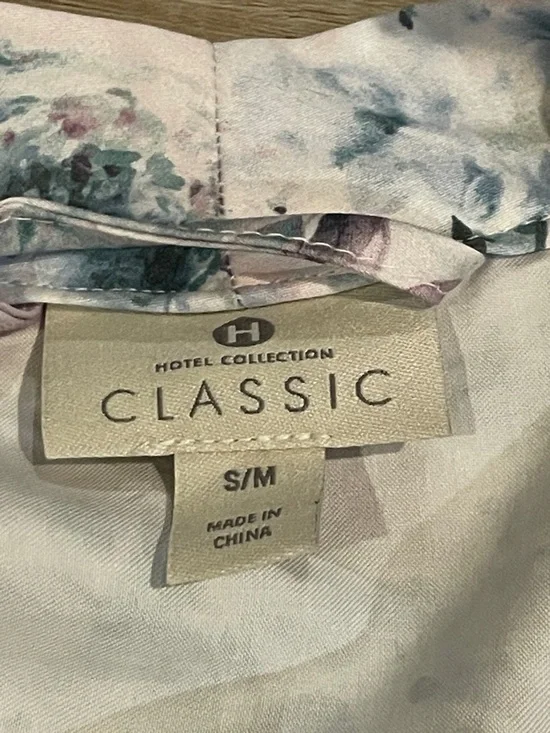 H
HOTEL COLLECTION
CLASSIC
S/M
MADE IN
CHINA